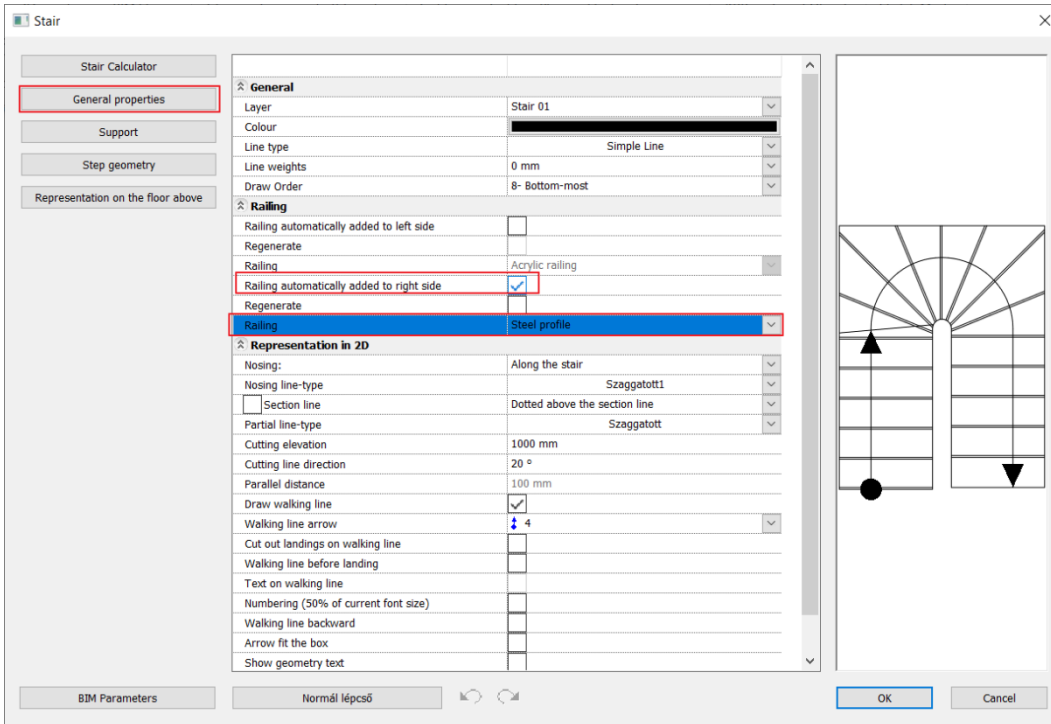 Stair
Stair Calculator
General properties
Support
Step geometry
Representation on the floor above
General
Layer Stair 01
Colour
Line type Simple Line
Line weights 0 mm
Draw Order 8- Bottom-most
Railing
Railing automatically added to left side
Regenerate
Railing Acrylic railing
Railing automatically added to right side
Regenerate
Railing Steel profile
Representation in 2D
Nosing: Along the stair
Nosing line-type Szaggatott1
Section line Dotted above the section line
Partial line-type Szaggatott
Cutting elevation 1000 mm
Cutting line direction 20 °
Parallel distance 100 mm
Draw walking line
Walking line arrow 4
Cut out landings on walking line
Walking line before landing
Text on walking line
Numbering (50% of current font size)
Walking line backward
Arrow fit the box
Show geometry text
BIM Parameters
Normál lépcső
OK
Cancel